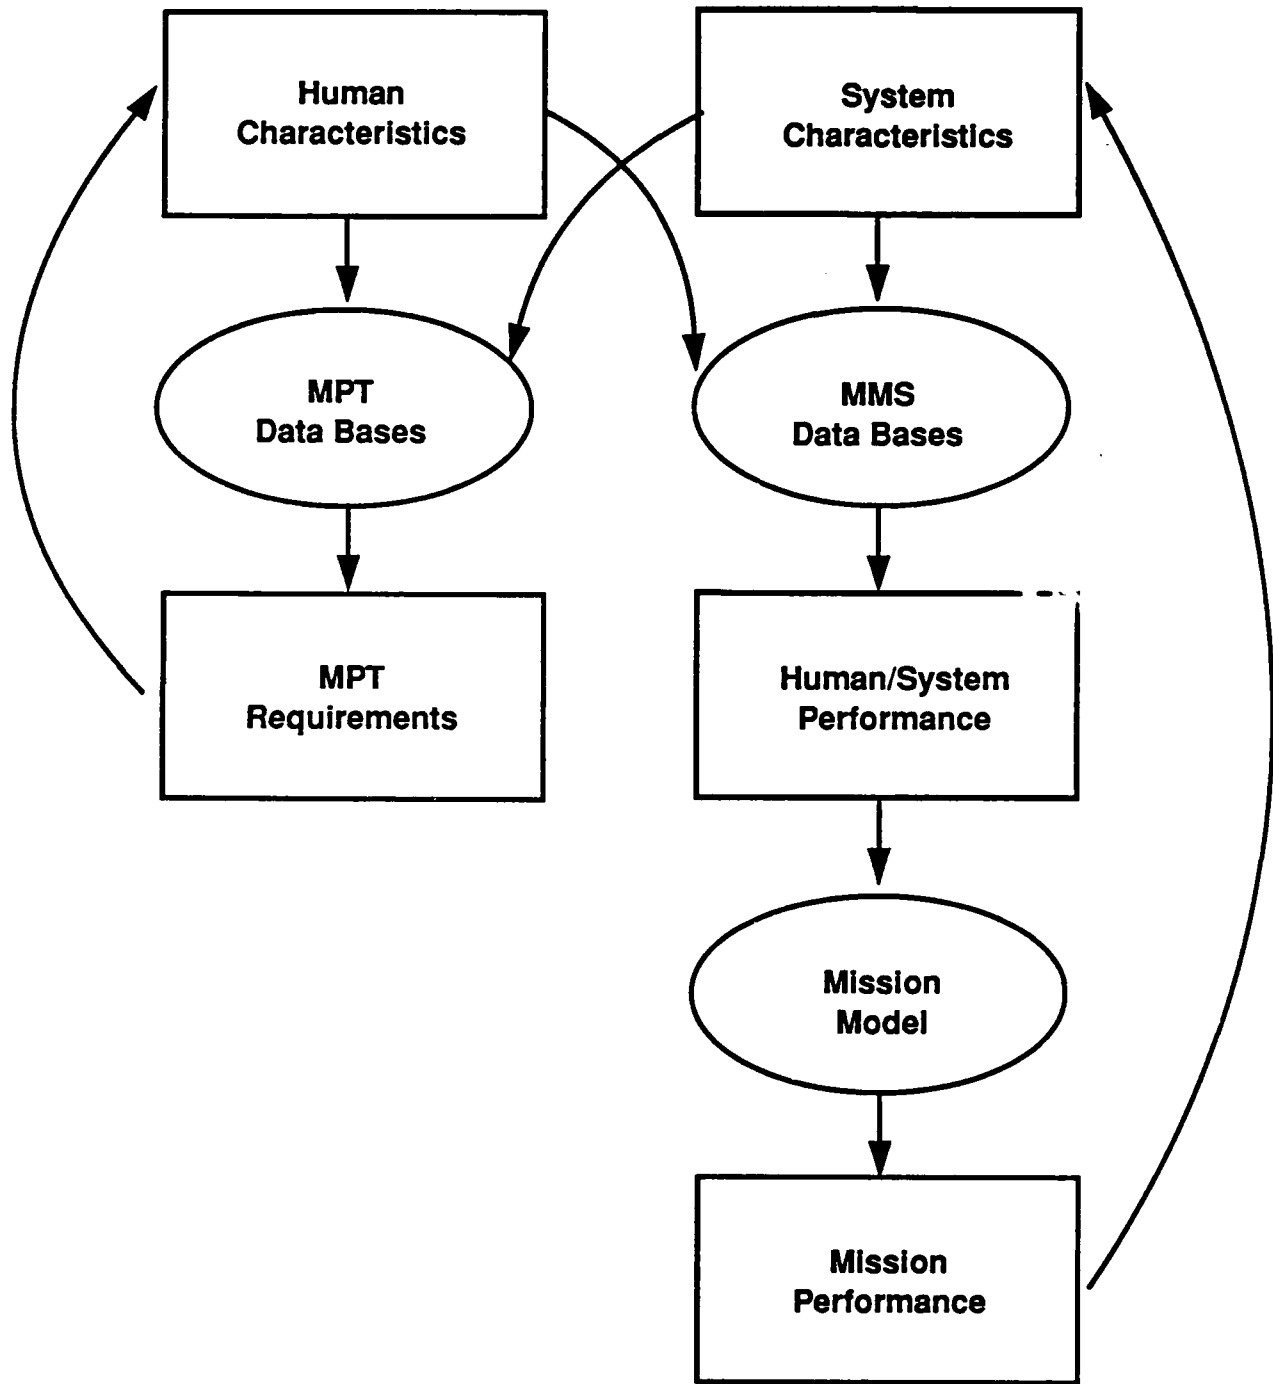 Human
Characteristics
System
Characteristics
MPT
Data Bases
MMS
Data Bases
MPT
Requirements
Human/System
Performance
Mission
Model
Mission
Performance